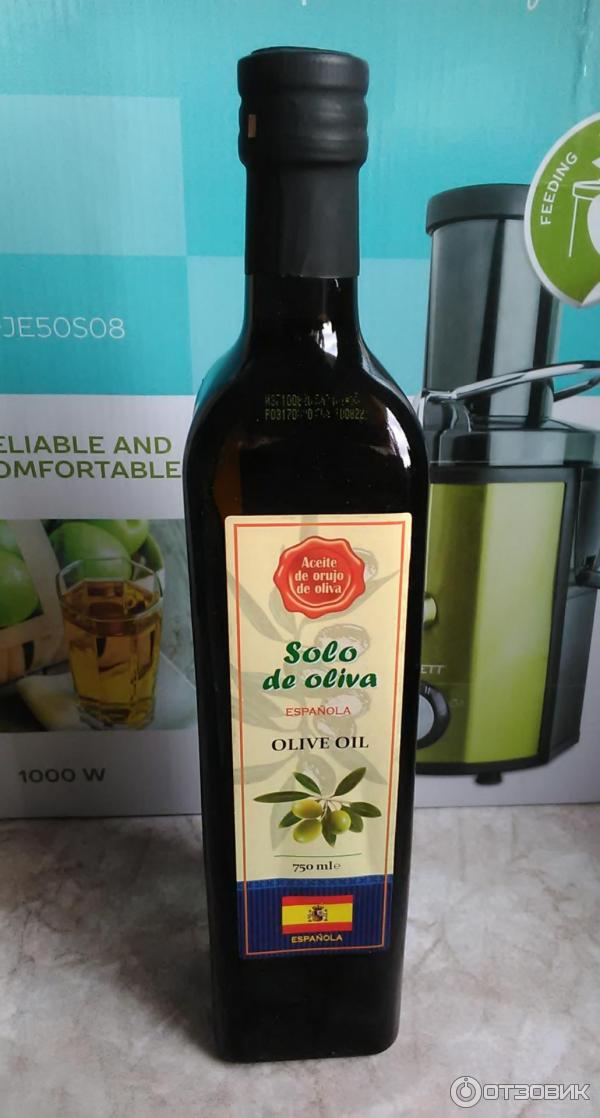 FEEDING
JE50S08
ELIABLE AND
OMFORTABLE
1000 W
ETT
Aceite
de orujo
de oliva
Solo
de oliva
ESPAÑOLA
OLIVE OIL
750 ml℮
ESPAÑOLA
ОТЗОВИК